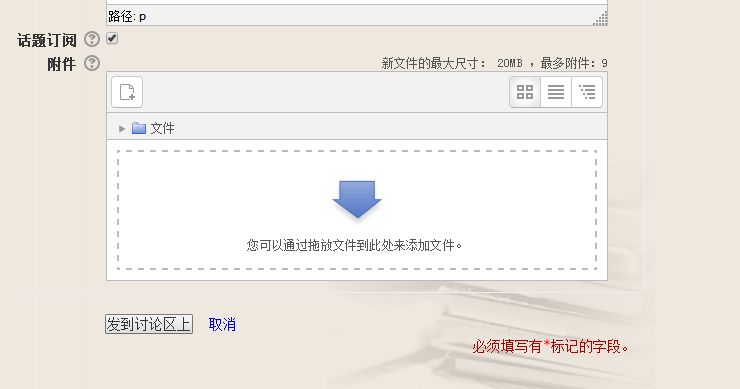 路径: p
话题订阅
附件
新文件的最大尺寸： 20MB ，最多附件：9
文件
您可以通过拖放文件到此处来添加文件。
发到讨论区上 取消
必须填写有*标记的字段。